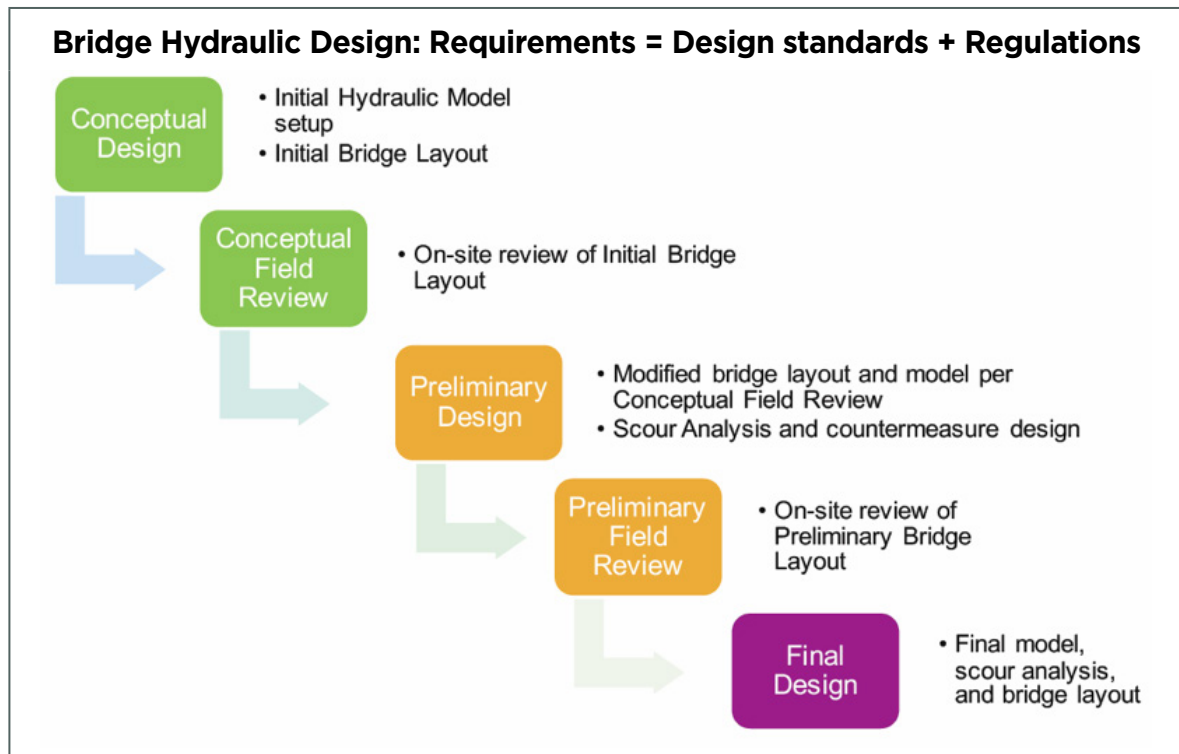 Bridge Hydraulic Design: Requirements = Design standards + Regulations
Conceptual
Design
• Initial Hydraulic Model
setup
• Initial Bridge Layout
Conceptual
Field
Review
• On-site review of Initial Bridge
Layout
Preliminary
Design
• Modified bridge layout and model per
Conceptual Field Review
• Scour Analysis and countermeasure design
Preliminary
Field
Review
• On-site review of
Preliminary Bridge
Layout
Final
Design
• Final model,
scour analysis,
and bridge layout